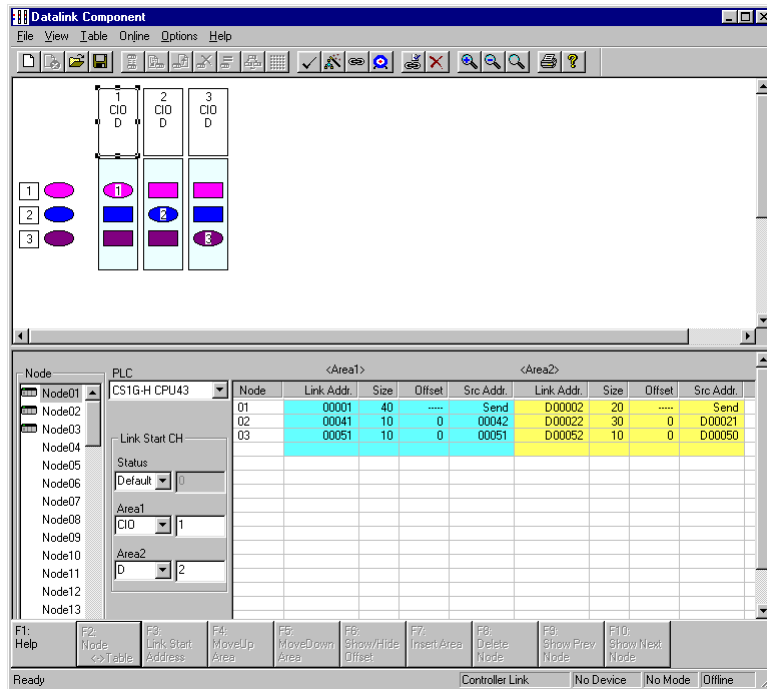 Datalink Component
File View Table Online Options Help
1 2 3
CIO CIO CIO
D D D
1 1
2 2
3 3
<Area1> <Area2>
Node PLC
CS1G-H CPU43
Node Link Addr. Size Offset Src Addr. Link Addr. Size Offset Src Addr.
01 00001 40 ----- Send D00002 20 ----- Send
02 00041 10 0 00042 D00022 30 0 D00021
03 00051 10 0 00051 D00052 10 0 D00050
Node01
Node02
Node03
Node04
Node05
Node06
Node07
Node08
Node09
Node10
Node11
Node12
Node13
Link Start CH
Status
Default 0
Area1
CIO 1
Area2
D 2
F1: F2: F3: F4: F5: F6: F7: F8: F9: F10:
Help Node Link Start MoveUp MoveDown Show/Hide Insert Area Delete Show Prev Show Next
<->Table Address Area Area Offset Node Node Node
Ready Controller Link No Device No Mode Offline